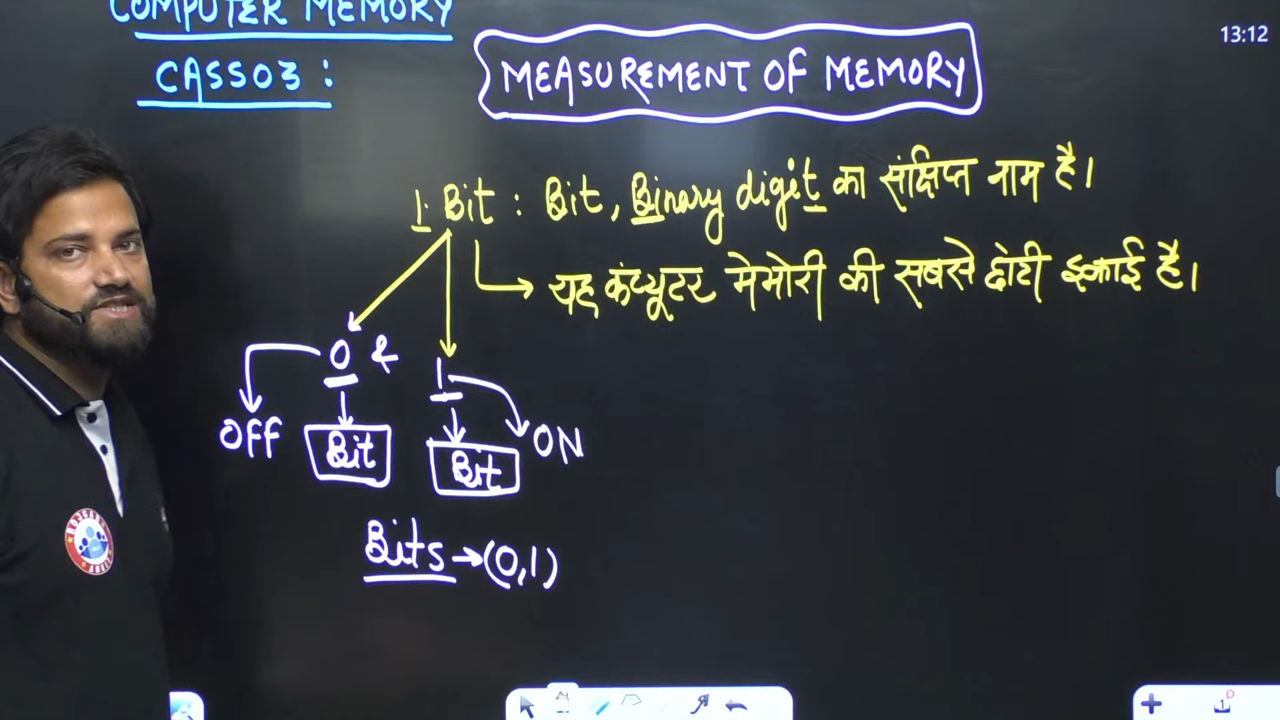 COMPUTER MEMORY
13:12
CASS03 :
MEASUREMENT OF MEMORY
1. Bit : Bit, Binary digit का संक्षिप्त नाम है।
यह कंप्यूटर मेमोरी की सबसे छोटी इकाई है।
0 & 1
OFF Bit Bit ON
Bits → (0,1)